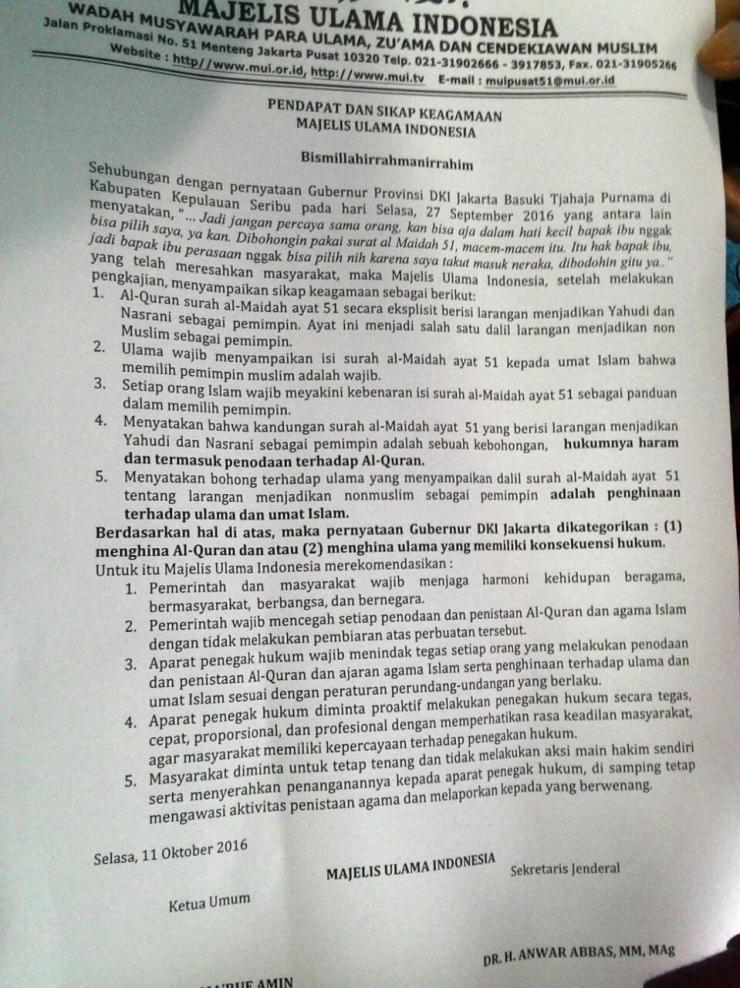 MAJELIS ULAMA INDONESIA
WADAH MUSYAWARAH PARA ULAMA, ZU'AMA DAN CENDEKIAWAN MUSLIM
Jalan Proklamasi No. 51 Menteng Jakarta Pusat 10320 Telp. 021-31902666 - 3917853, Fax. 021-31905266
Website : http//www.mui.or.id, http://www.mui.tv E-mail : muipusat51@mui.or.id
PENDAPAT DAN SIKAP KEAGAMAAN
MAJELIS ULAMA INDONESIA
Bismillahirrahmanirrahim
Sehubungan dengan pernyataan Gubernur Provinsi DKI Jakarta Basuki Tjahaja Purnama di
Kabupaten Kepulauan Seribu pada hari Selasa, 27 September 2016 yang antara lain
menyatakan, "... Jadi jangan percaya sama orang, kan bisa aja dalam hati kecil bapak ibu nggak
bisa pilih saya, ya kan. Dibohongin pakai surat al Maidah 51, macem-macem itu. Itu hak bapak ibu,
jadi bapak ibu perasaan nggak bisa pilih nih karena saya takut masuk neraka, dibodohin gitu ya.."
yang telah meresahkan masyarakat, maka Majelis Ulama Indonesia, setelah melakukan
pengkajian, menyampaikan sikap keagamaan sebagai berikut:
1. Al-Quran surah al-Maidah ayat 51 secara eksplisit berisi larangan menjadikan Yahudi dan
Nasrani sebagai pemimpin. Ayat ini menjadi salah satu dalil larangan menjadikan non
Muslim sebagai pemimpin.
2. Ulama wajib menyampaikan isi surah al-Maidah ayat 51 kepada umat Islam bahwa
memilih pemimpin muslim adalah wajib.
3. Setiap orang Islam wajib meyakini kebenaran isi surah al-Maidah ayat 51 sebagai panduan
dalam memilih pemimpin.
4. Menyatakan bahwa kandungan surah al-Maidah ayat 51 yang berisi larangan menjadikan
Yahudi dan Nasrani sebagai pemimpin adalah sebuah kebohongan, hukumnya haram
dan termasuk penodaan terhadap Al-Quran.
5. Menyatakan bohong terhadap ulama yang menyampaikan dalil surah al-Maidah ayat 51
tentang larangan menjadikan nonmuslim sebagai pemimpin adalah penghinaan
terhadap ulama dan umat Islam.
Berdasarkan hal di atas, maka pernyataan Gubernur DKI Jakarta dikategorikan : (1)
menghina Al-Quran dan atau (2) menghina ulama yang memiliki konsekuensi hukum.
Untuk itu Majelis Ulama Indonesia merekomendasikan :
1. Pemerintah dan masyarakat wajib menjaga harmoni kehidupan beragama,
bermasyarakat, berbangsa, dan bernegara.
2. Pemerintah wajib mencegah setiap penodaan dan penistaan Al-Quran dan agama Islam
dengan tidak melakukan pembiaran atas perbuatan tersebut.
3. Aparat penegak hukum wajib menindak tegas setiap orang yang melakukan penodaan
dan penistaan Al-Quran dan ajaran agama Islam serta penghinaan terhadap ulama dan
umat Islam sesuai dengan peraturan perundang-undangan yang berlaku.
4. Aparat penegak hukum diminta proaktif melakukan penegakan hukum secara tegas,
cepat, proporsional, dan profesional dengan memperhatikan rasa keadilan masyarakat,
agar masyarakat memiliki kepercayaan terhadap penegakan hukum.
5. Masyarakat diminta untuk tetap tenang dan tidak melakukan aksi main hakim sendiri
serta menyerahkan penanganannya kepada aparat penegak hukum, di samping tetap
mengawasi aktivitas penistaan agama dan melaporkan kepada yang berwenang.
Selasa, 11 Oktober 2016
MAJELIS ULAMA INDONESIA
Ketua Umum Sekretaris Jenderal
MA'RUF AMIN DR. H. ANWAR ABBAS, MM, MAg